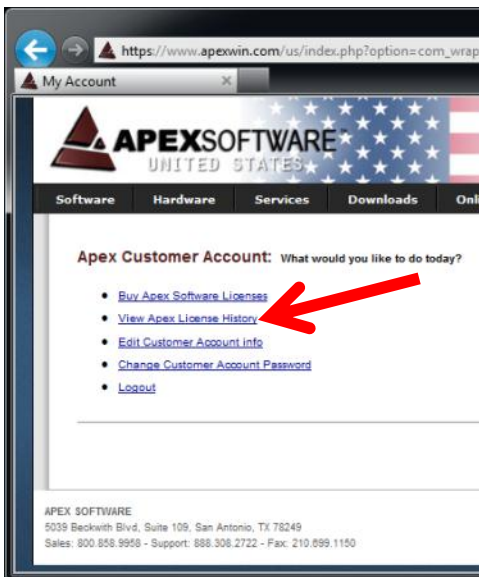 https://www.apexwin.com/us/index.php?option=com_wrap
My Account
APEXSOFTWARE
UNITED STATES
Software Hardware Services Downloads Onli
Apex Customer Account: What would you like to do today?
Buy Apex Software Licenses
View Apex License History
Edit Customer Account info
Change Customer Account Password
Logout
APEX SOFTWARE
5039 Beckwith Blvd, Suite 109, San Antonio, TX 78249
Sales: 800.858.9958 - Support: 888.308.2722 - Fax: 210.699.1150